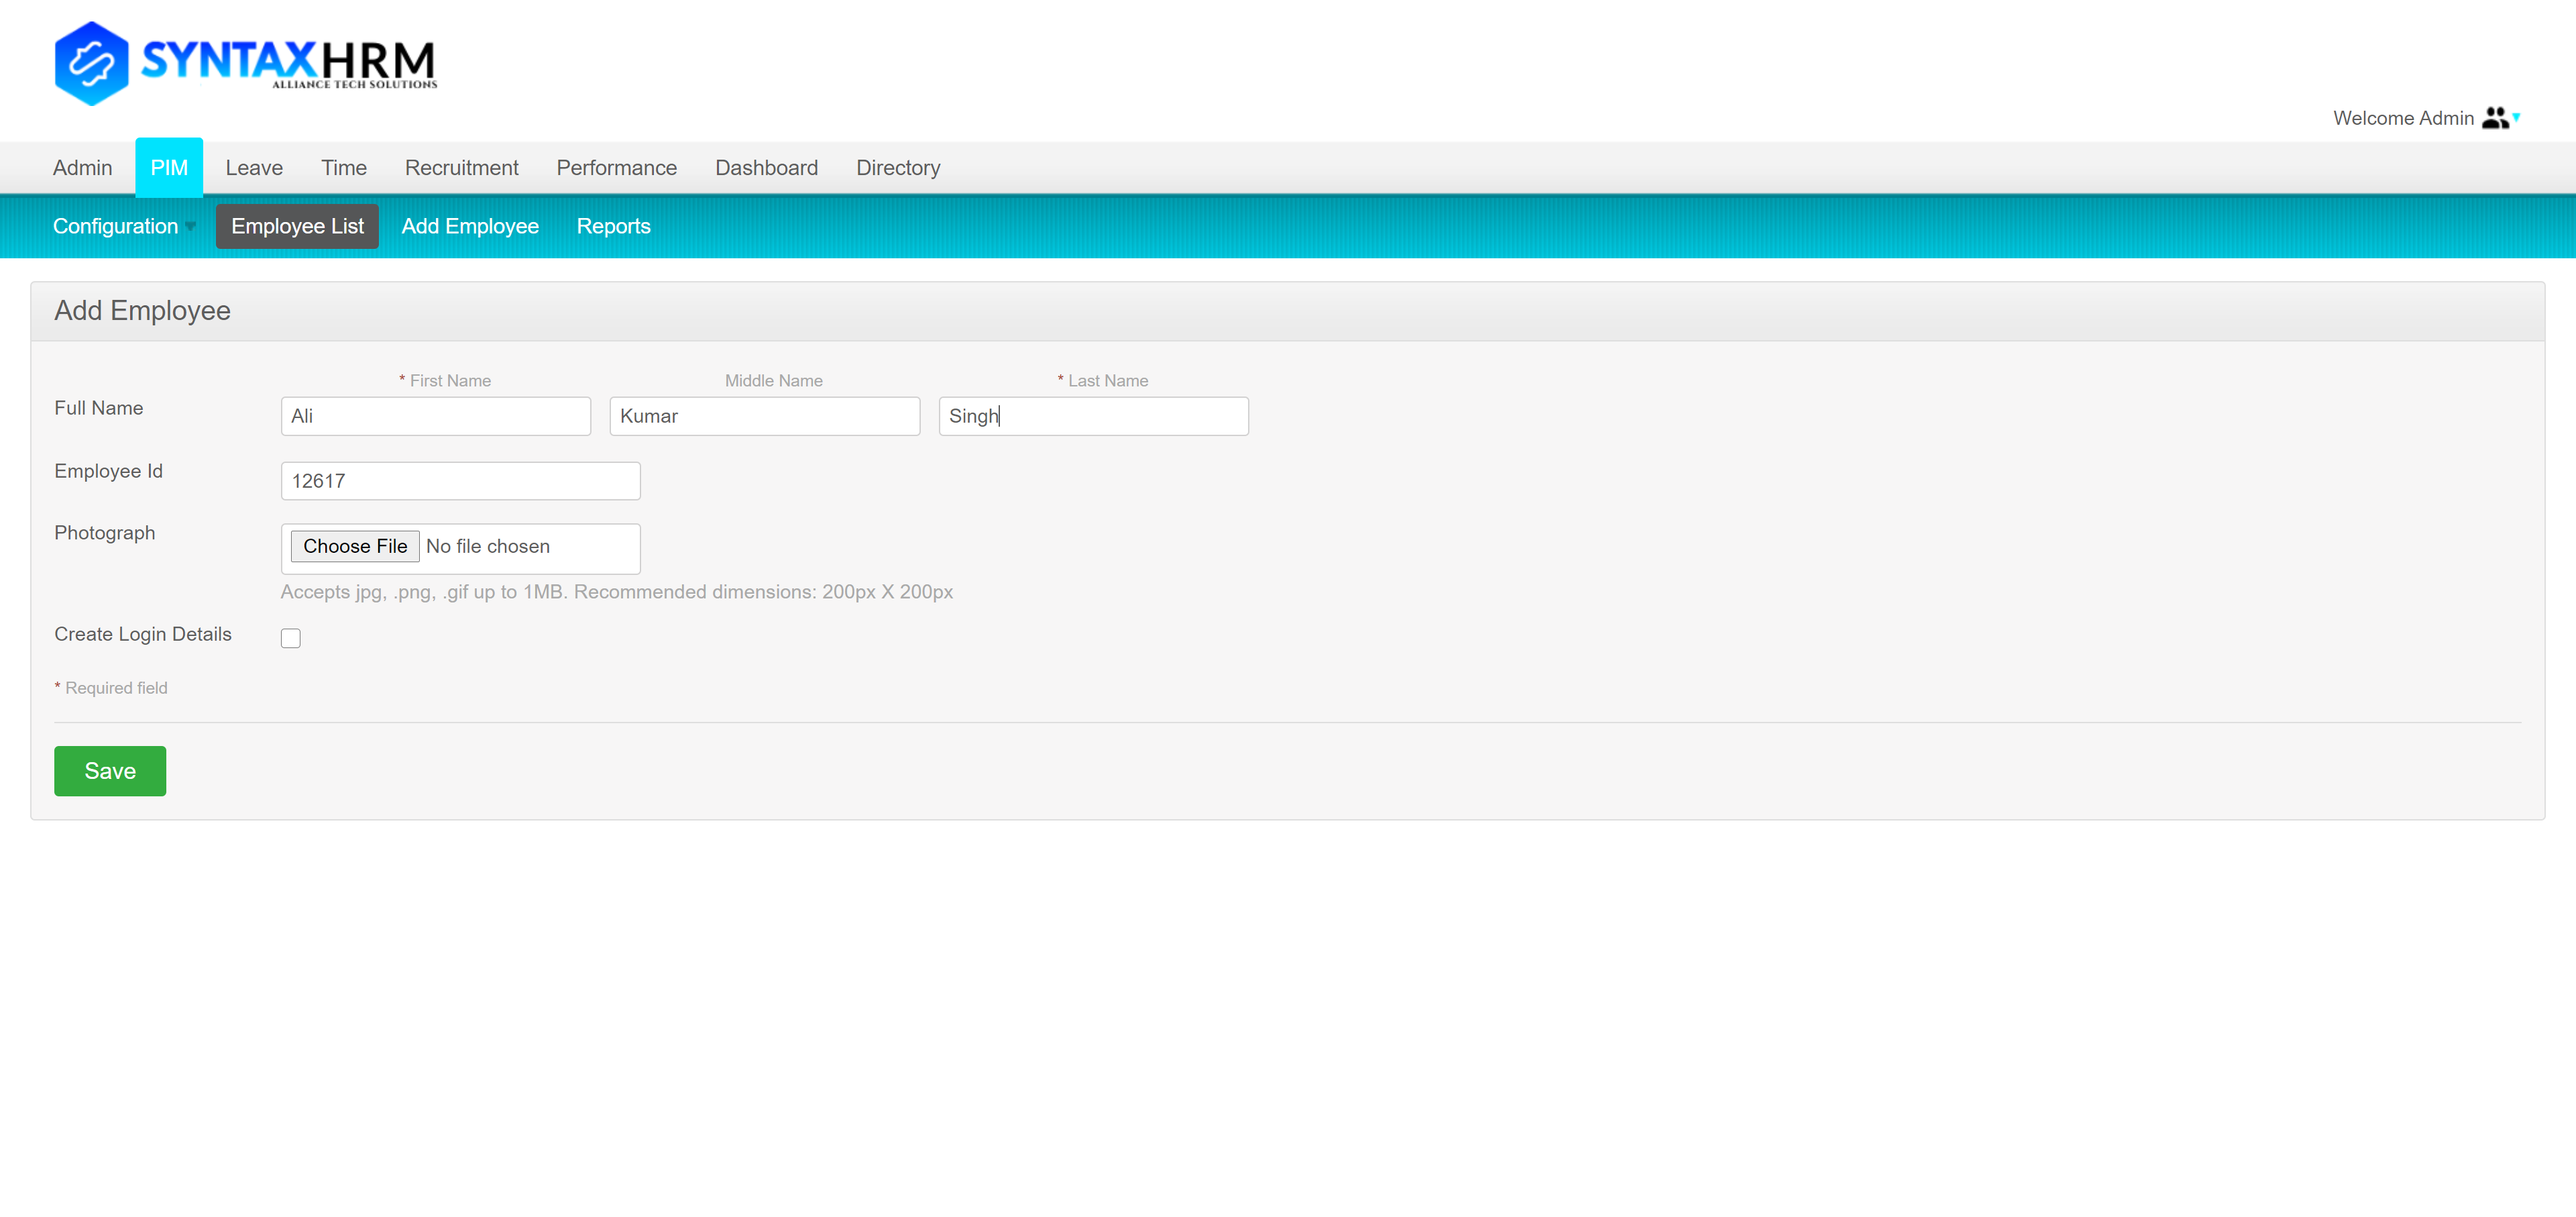 SYNTAXHRM
ALLIANCE TECH SOLUTIONS
Welcome Admin
Admin PIM Leave Time Recruitment Performance Dashboard Directory
Configuration Employee List Add Employee Reports
Add Employee
* First Name Middle Name * Last Name
Full Name Ali Kumar Singh
Employee Id 12617
Photograph Choose File No file chosen
Accepts jpg, .png, .gif up to 1MB. Recommended dimensions: 200px X 200px
Create Login Details
* Required field
Save